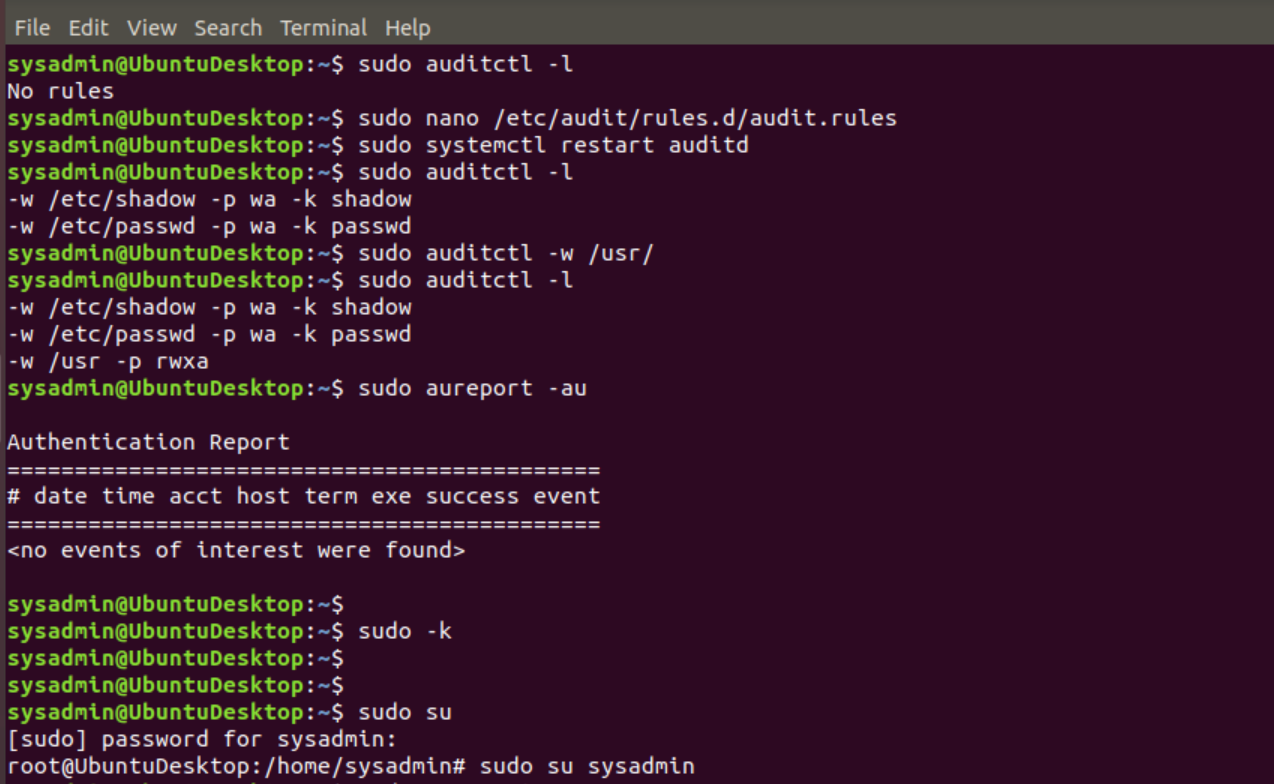 File Edit View Search Terminal Help
sysadmin@UbuntuDesktop:~$ sudo auditctl -l
No rules
sysadmin@UbuntuDesktop:~$ sudo nano /etc/audit/rules.d/audit.rules
sysadmin@UbuntuDesktop:~$ sudo systemctl restart auditd
sysadmin@UbuntuDesktop:~$ sudo auditctl -l
-w /etc/shadow -p wa -k shadow
-w /etc/passwd -p wa -k passwd
sysadmin@UbuntuDesktop:~$ sudo auditctl -w /usr/
sysadmin@UbuntuDesktop:~$ sudo auditctl -l
-w /etc/shadow -p wa -k shadow
-w /etc/passwd -p wa -k passwd
-w /usr -p rwxa
sysadmin@UbuntuDesktop:~$ sudo aureport -au
Authentication Report
============================================
# date time acct host term exe success event
============================================
<no events of interest were found>
sysadmin@UbuntuDesktop:~$
sysadmin@UbuntuDesktop:~$ sudo -k
sysadmin@UbuntuDesktop:~$
sysadmin@UbuntuDesktop:~$
sysadmin@UbuntuDesktop:~$ sudo su
[sudo] password for sysadmin:
root@UbuntuDesktop:/home/sysadmin# sudo su sysadmin